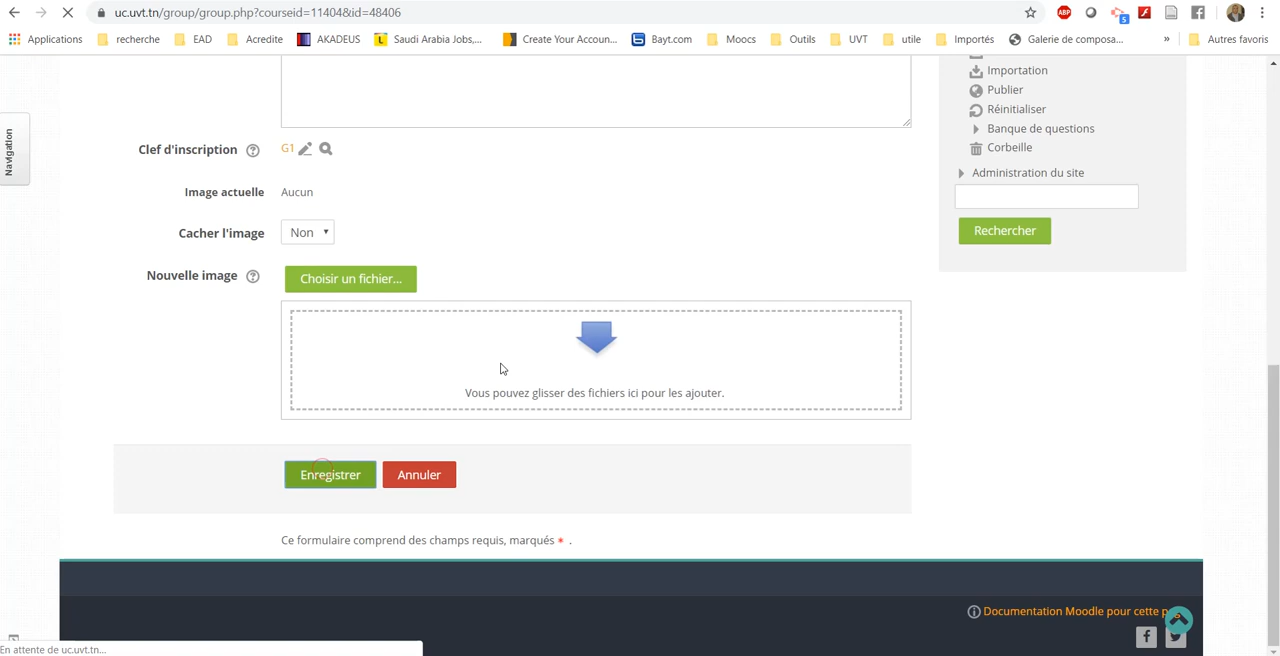 uc.uvt.tn/group/group.php?courseid=11404&id=48406
ABP
5
Applications
recherche
EAD
Acredite
AKADEUS
Saudi Arabia Jobs,...
Create Your Accoun...
Bayt.com
Moocs
Outils
UVT
utile
Importés
Galerie de composa...
»
Autres favoris
Navigation
Importation
Publier
Réinitialiser
Banque de questions
Corbeille
Administration du site
Rechercher
Clef d'inscription
G1
Image actuelle
Aucun
Cacher l'image
Non
Nouvelle image
Choisir un fichier...
Vous pouvez glisser des fichiers ici pour les ajouter.
Enregistrer
Annuler
Ce formulaire comprend des champs requis, marqués * .
Documentation Moodle pour cette p
En attente de uc.uvt.tn...